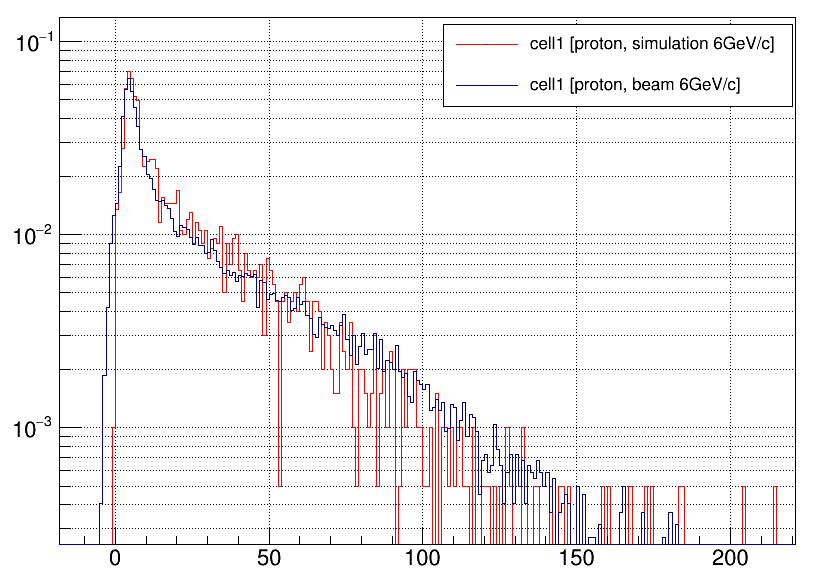 10⁻¹
cell1 [proton, simulation 6GeV/c]
cell1 [proton, beam 6GeV/c]
10⁻²
10⁻³
0 50 100 150 200